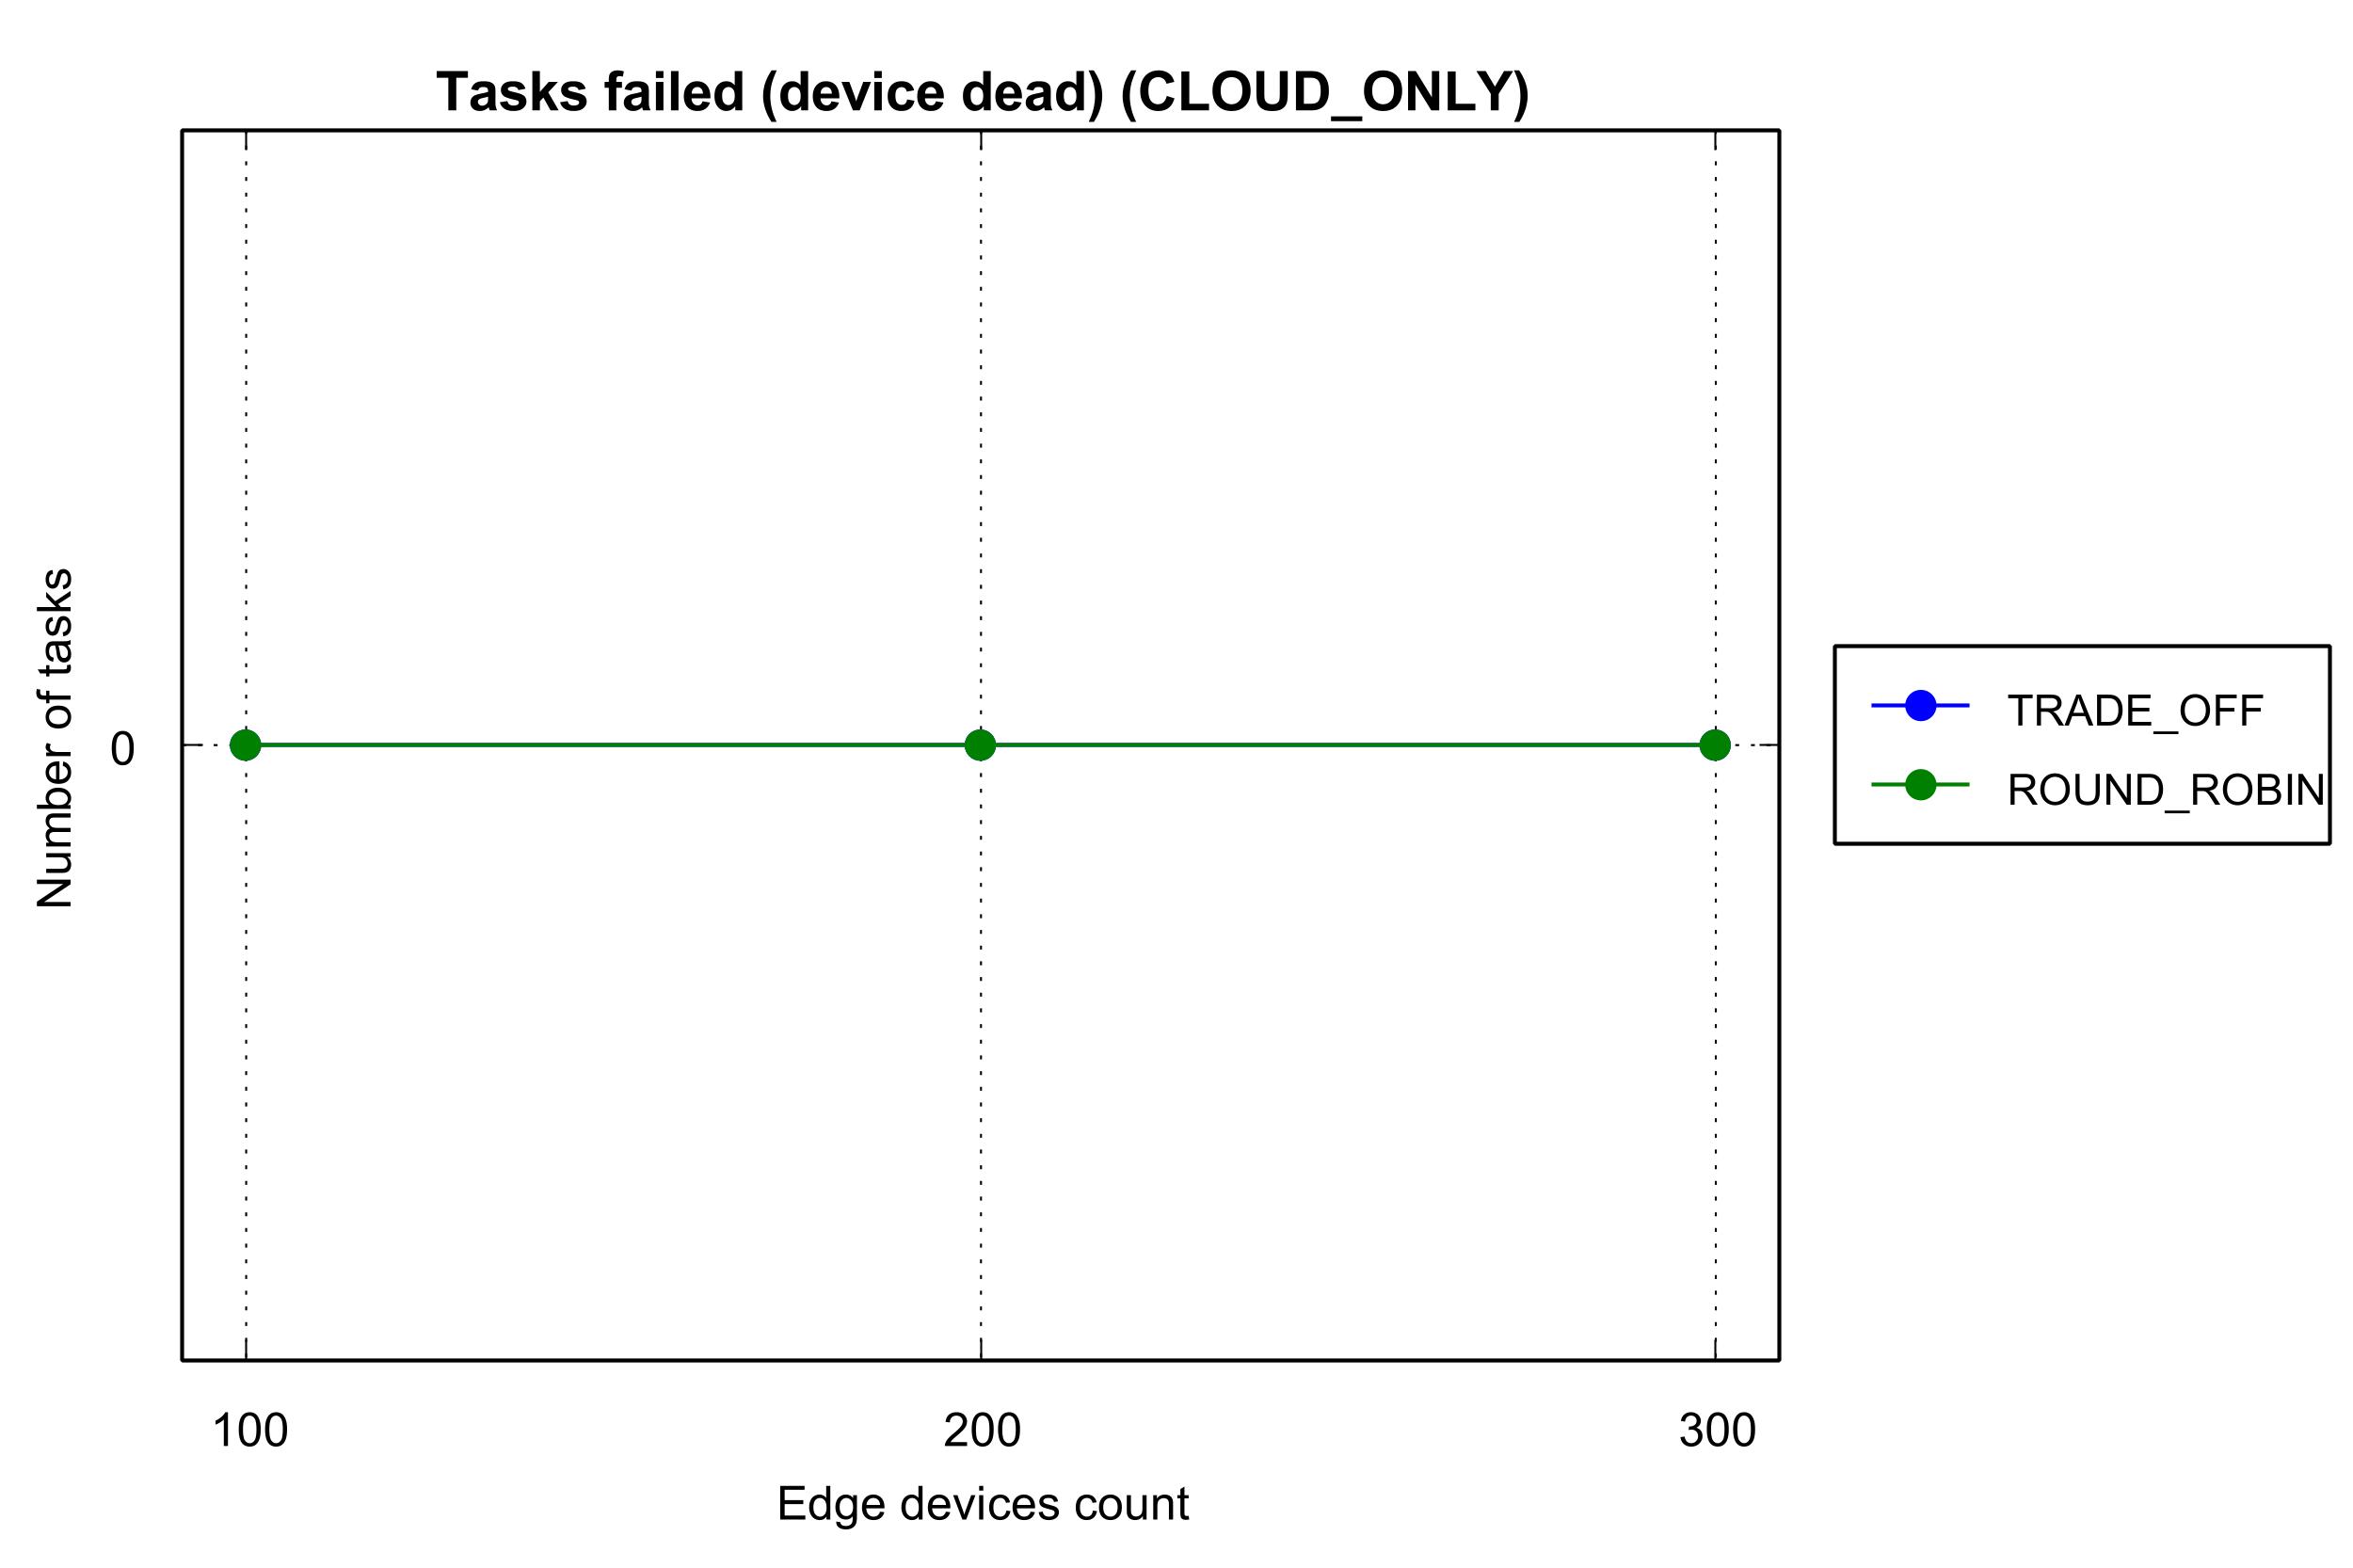 Tasks failed (device dead) (CLOUD_ONLY)
Number of tasks
0
TRADE_OFF
ROUND_ROBIN
100
200
300
Edge devices count